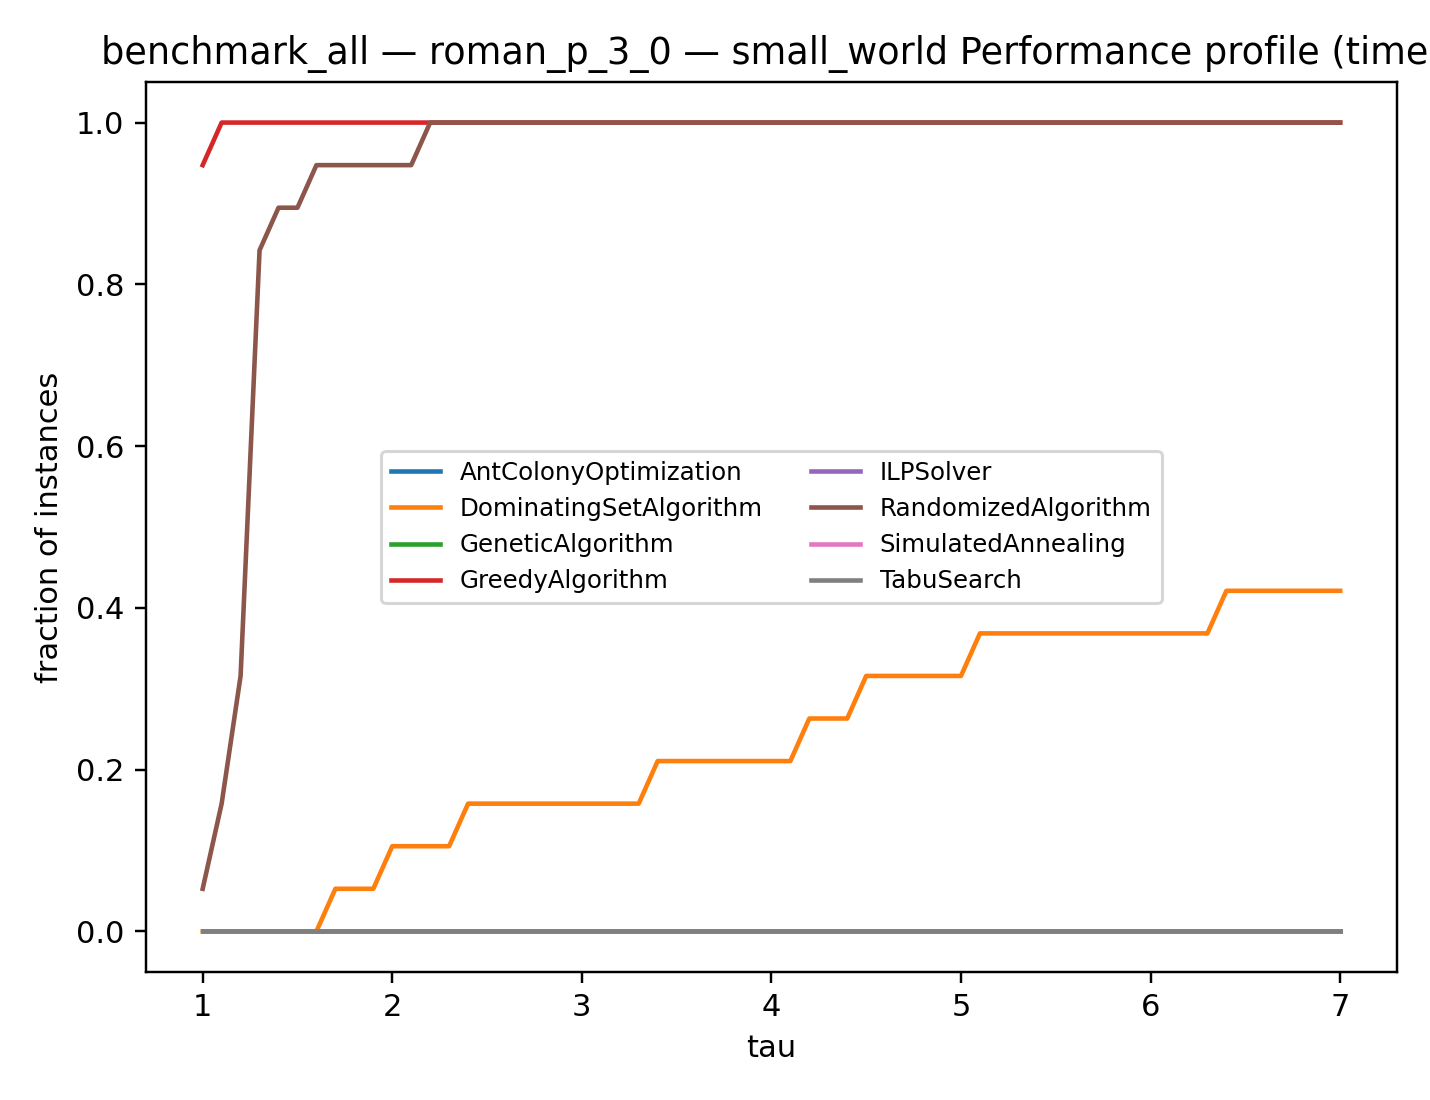 benchmark_all — roman_p_3_0 — small_world Performance profile (time
1.0
0.8
0.6
0.4
0.2
0.0
fraction of instances
AntColonyOptimization
DominatingSetAlgorithm
GeneticAlgorithm
GreedyAlgorithm
ILPSolver
RandomizedAlgorithm
SimulatedAnnealing
TabuSearch
1 2 3 4 5 6 7
tau